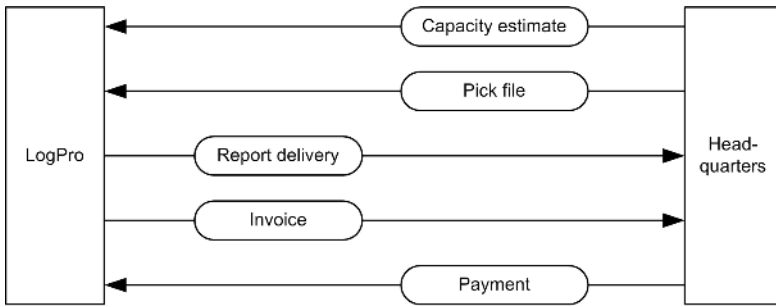 Capacity estimate
Pick file
LogPro
Report delivery
Head-
quarters
Invoice
Payment